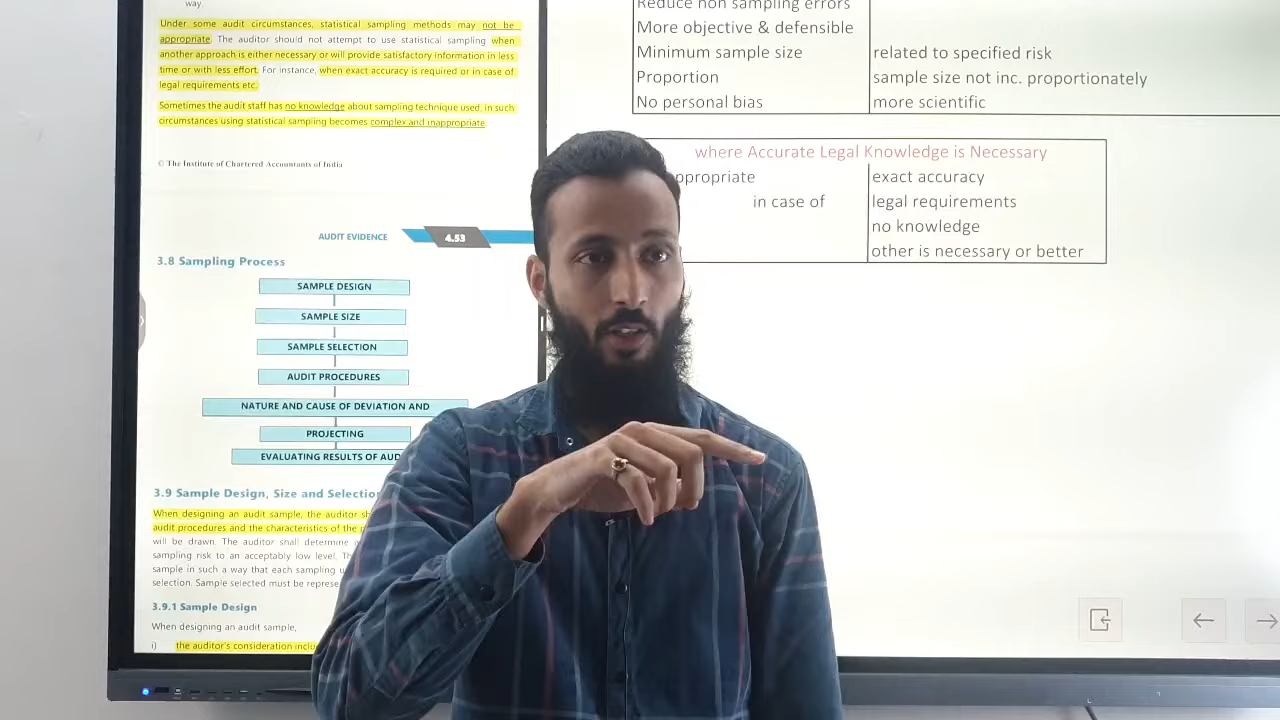 way.
Under some audit circumstances, statistical sampling methods may not be
appropriate. The auditor should not attempt to use statistical sampling when
another approach is either necessary or will provide satisfactory information in less
time or with less effort. For instance, when exact accuracy is required or in case of
legal requirements etc.
Sometimes the audit staff has no knowledge about sampling technique used, in such
circumstances using statistical sampling becomes complex and inappropriate.
© The Institute of Chartered Accountants of India
AUDIT EVIDENCE 4.53
3.8 Sampling Process
SAMPLE DESIGN
SAMPLE SIZE
SAMPLE SELECTION
AUDIT PROCEDURES
NATURE AND CAUSE OF DEVIATION AND
PROJECTING
EVALUATING RESULTS OF AUD
3.9 Sample Design, Size and Selectio
When designing an audit sample, the auditor sh
audit procedures and the characteristics of the p
will be drawn. The auditor shall determine
sampling risk to an acceptably low level. Th
sample in such a way that each sampling u
selection. Sample selected must be represe
3.9.1 Sample Design
When designing an audit sample,
i) the auditor's consideration inclu
Reduce non sampling errors
More objective & defensible
Minimum sample size related to specified risk
Proportion sample size not inc. proportionately
No personal bias more scientific
where Accurate Legal Knowledge is Necessary
ppropriate exact accuracy
in case of legal requirements
no knowledge
other is necessary or better